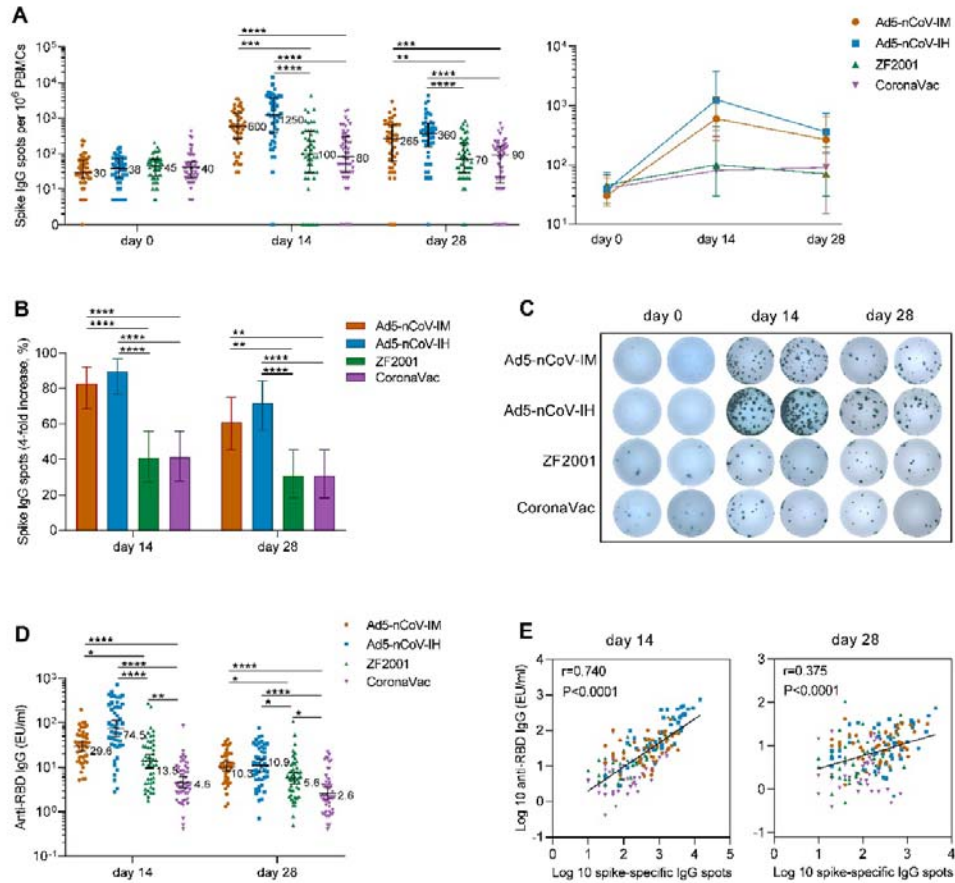 A
Spike IgG spots per 10⁶ PBMCs
10⁵
10⁴
10³
10²
10¹
0
****
***
****
****
***
**
****
****
30
38
45
40
600
1250
100
80
265
360
70
90
day 0
day 14
day 28
10⁴
10³
10²
10¹
day 0
day 14
day 28
Ad5-nCoV-IM
Ad5-nCoV-IH
ZF2001
CoronaVac
B
Spike IgG spots (4-fold increase, %)
100
80
60
40
20
0
****
****
****
****
**
**
****
****
day 14
day 28
Ad5-nCoV-IM
Ad5-nCoV-IH
ZF2001
CoronaVac
C
day 0
day 14
day 28
Ad5-nCoV-IM
Ad5-nCoV-IH
ZF2001
CoronaVac
D
Ad5-nCoV-IM
Ad5-nCoV-IH
ZF2001
CoronaVac
Anti-RBD IgG (EU/ml)
10³
10²
10¹
10⁰
10⁻¹
****
*
****
****
**
****
*
****
*
*
29.6
74.5
13.3
4.6
10.3
10.9
5.6
2.6
day 14
day 28
E
day 14
r=0.740
P<0.0001
Log 10 anti-RBD IgG (EU/ml)
4
3
2
1
0
-1
0 1 2 3 4 5
Log 10 spike-specific IgG spots
day 28
r=0.375
P<0.0001
4
3
2
1
0
-1
0 1 2 3 4 5
Log 10 spike-specific IgG spots